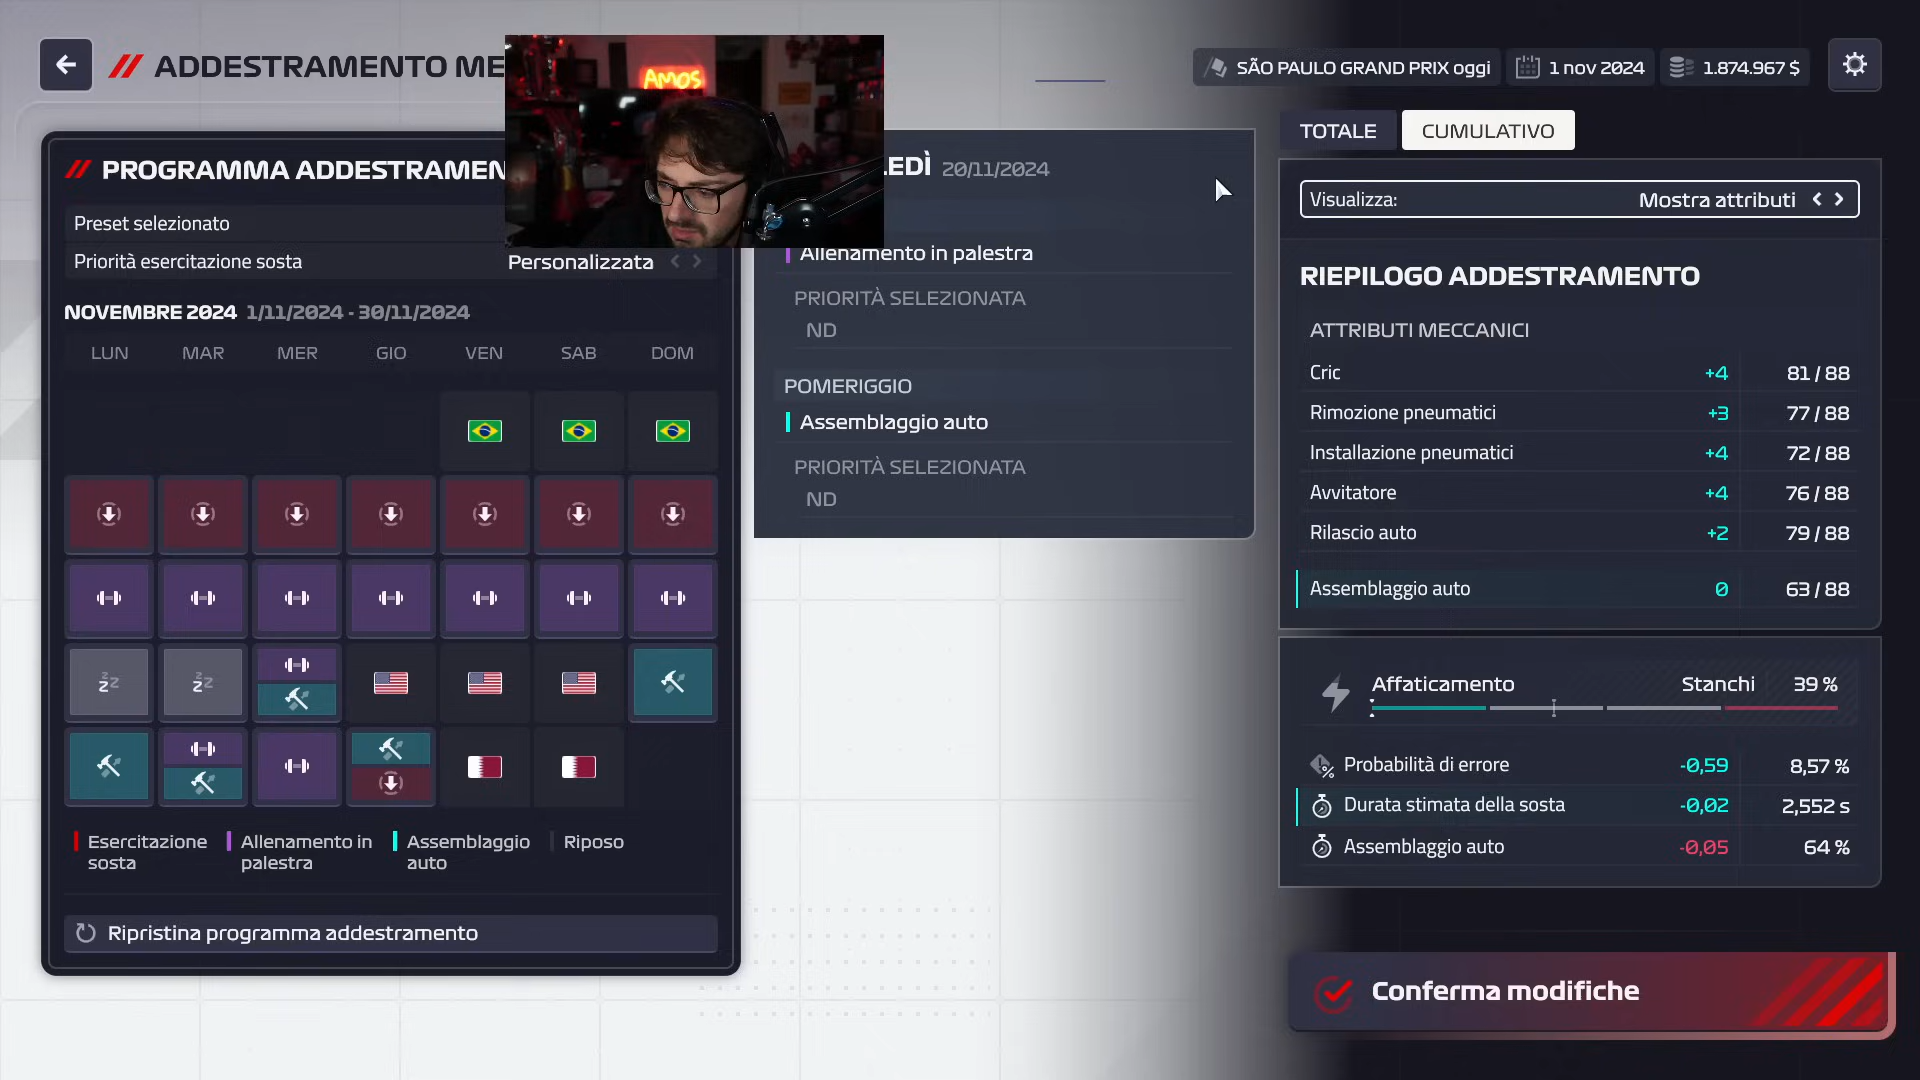 // ADDESTRAMENTO ME
AMOS
SÃO PAULO GRAND PRIX oggi
1 nov 2024
1.874.967 $
// PROGRAMMA ADDESTRAMEN
Preset selezionato
Priorità esercitazione sosta
Personalizzata
NOVEMBRE 2024 1/11/2024 - 30/11/2024
LUN MAR MER GIO VEN SAB DOM
Esercitazione sosta
Allenamento in palestra
Assemblaggio auto
Riposo
Ripristina programma addestramento
LEDÌ 20/11/2024
Allenamento in palestra
PRIORITÀ SELEZIONATA
ND
POMERIGGIO
Assemblaggio auto
PRIORITÀ SELEZIONATA
ND
TOTALE
CUMULATIVO
Visualizza: Mostra attributi
RIEPILOGO ADDESTRAMENTO
ATTRIBUTI MECCANICI
Cric +4 81 / 88
Rimozione pneumatici +3 77 / 88
Installazione pneumatici +4 72 / 88
Avvitatore +4 76 / 88
Rilascio auto +2 79 / 88
Assemblaggio auto 0 63 / 88
Affaticamento Stanchi 39 %
Probabilità di errore -0,59 8,57 %
Durata stimata della sosta -0,02 2,552 s
Assemblaggio auto -0,05 64 %
Conferma modifiche